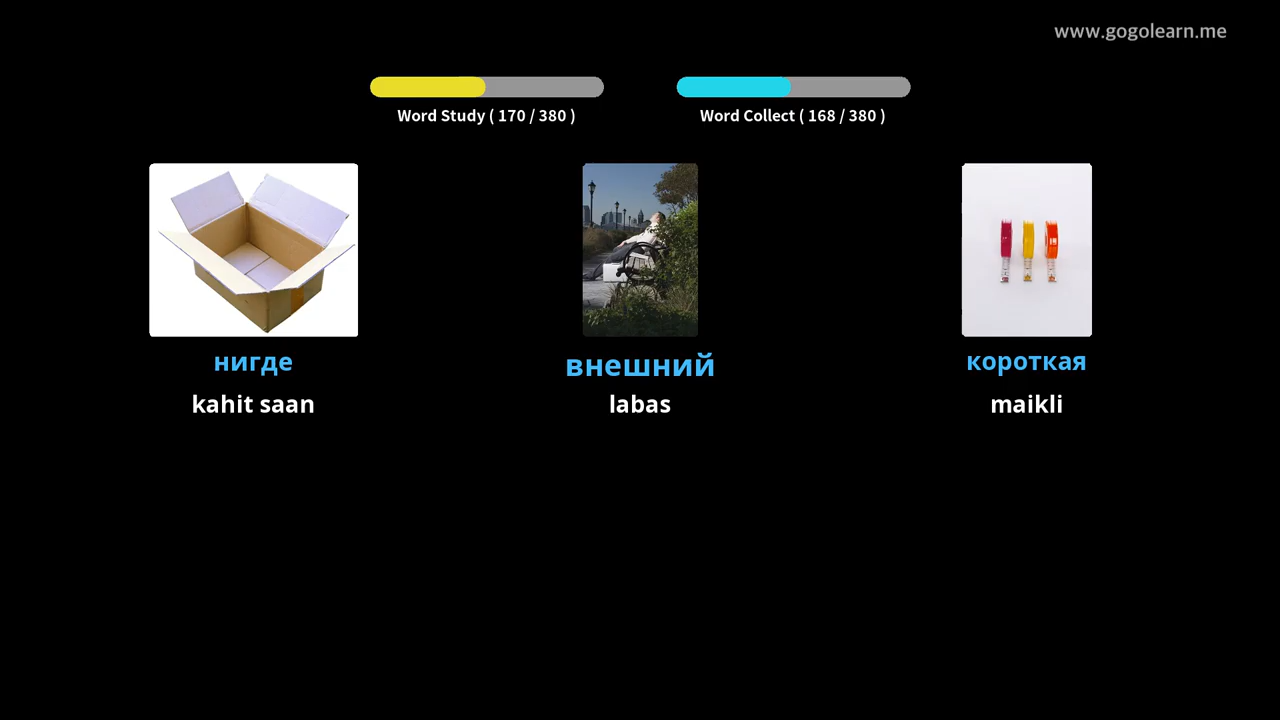 www.gogolearn.me
Word Study ( 170 / 380 )
Word Collect ( 168 / 380 )
нигде
внешний
короткая
kahit saan
labas
maikli